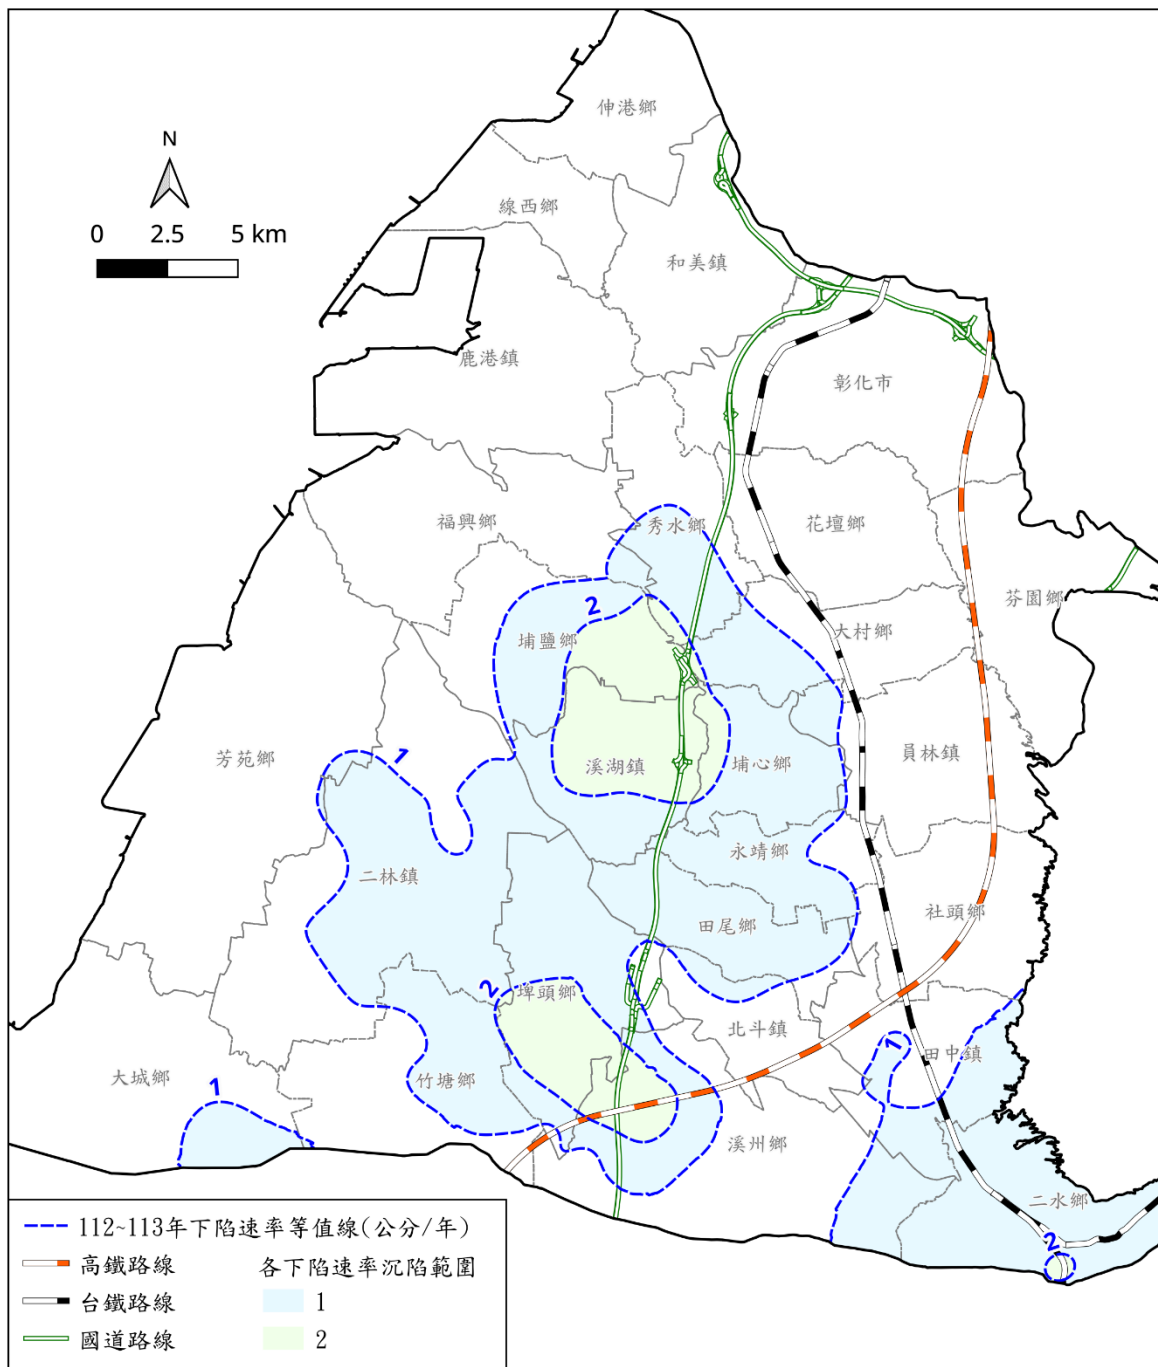 伸港鄉
N
線西鄉
0 2.5 5 km
和美鎮
鹿港鎮
彰化市
福興鄉
秀水鄉
花壇鄉
芬園鄉
2
埔鹽鄉
大村鄉
芳苑鄉
1
溪湖鎮
埔心鄉
員林鎮
永靖鄉
二林鎮
田尾鄉
社頭鄉
2
埤頭鄉
北斗鎮
1
田中鎮
大城鄉
1
竹塘鄉
溪州鄉
二水鄉
2
112~113年下陷速率等值線(公分/年)
高鐵路線
各下陷速率沉陷範圍
台鐵路線
1
國道路線
2